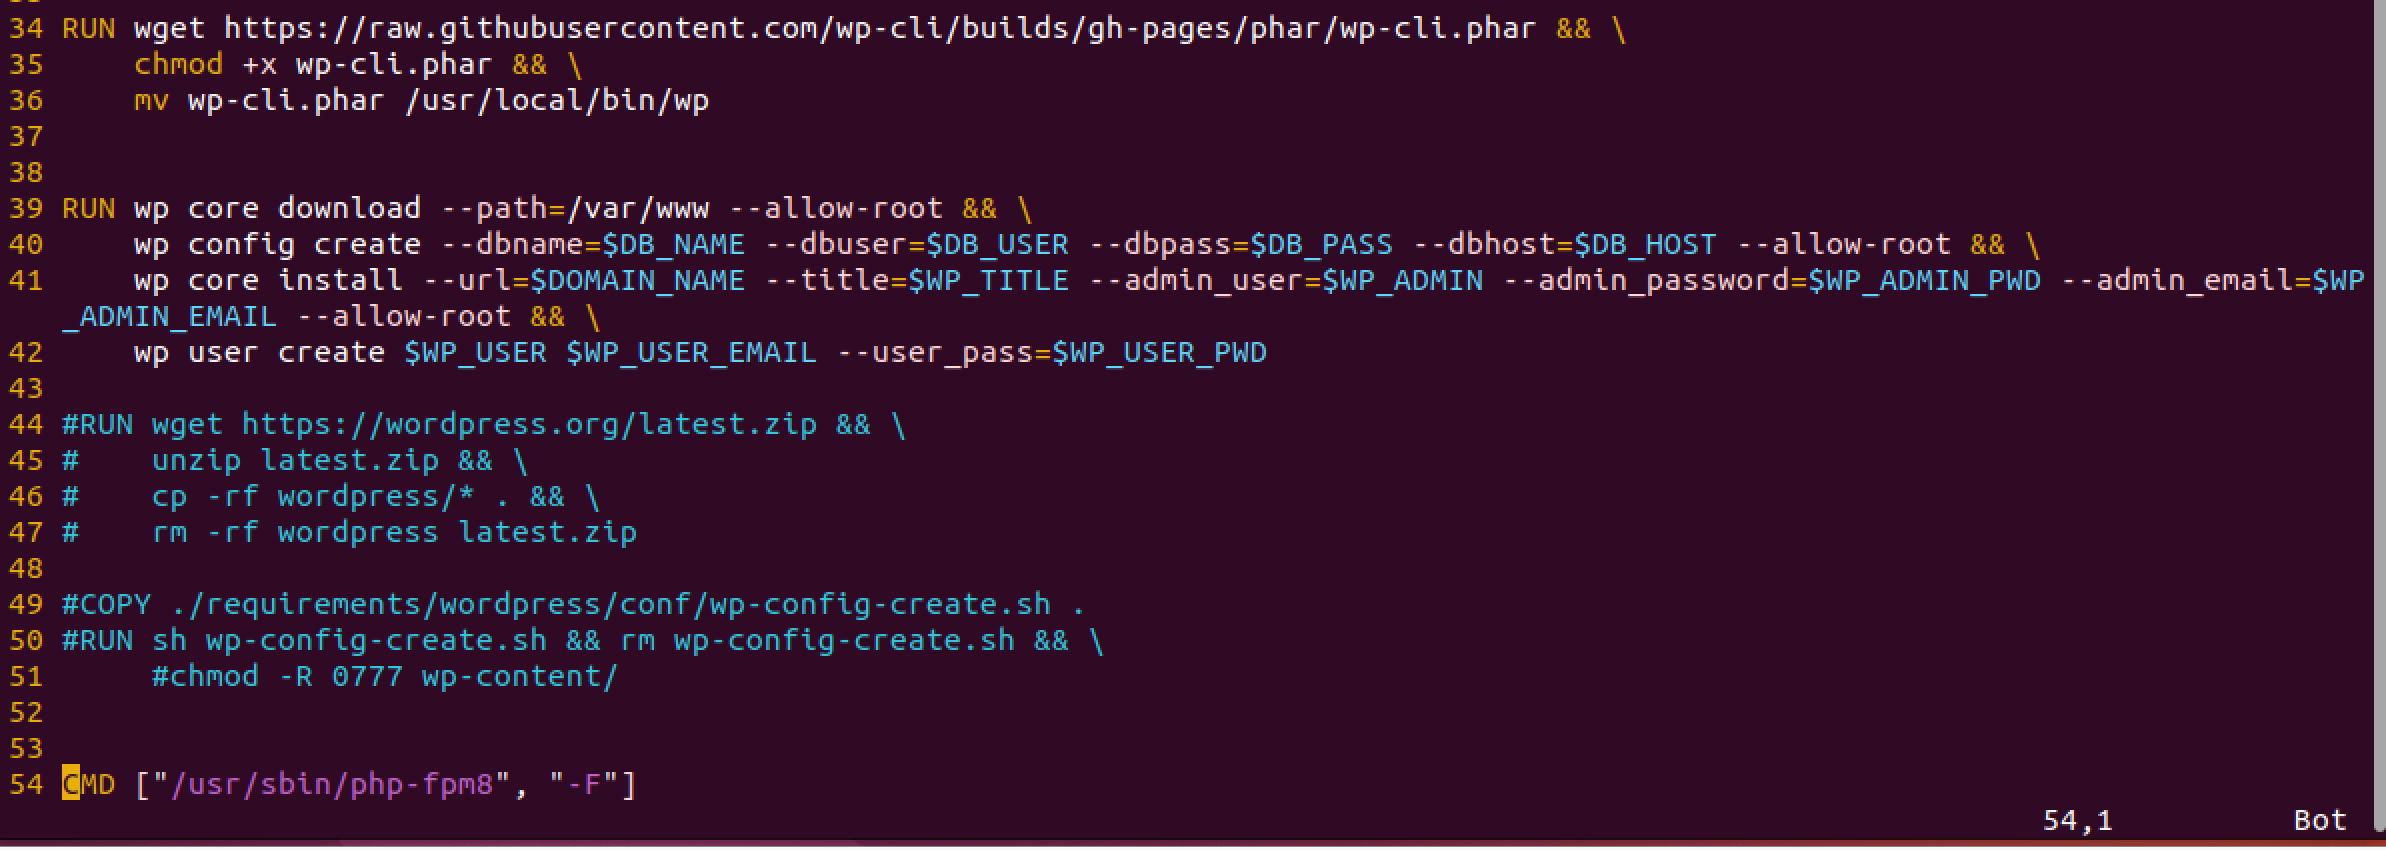 34 RUN wget https://raw.githubusercontent.com/wp-cli/builds/gh-pages/phar/wp-cli.phar && \
35     chmod +x wp-cli.phar && \
36     mv wp-cli.phar /usr/local/bin/wp
37
38
39 RUN wp core download --path=/var/www --allow-root && \
40     wp config create --dbname=$DB_NAME --dbuser=$DB_USER --dbpass=$DB_PASS --dbhost=$DB_HOST --allow-root && \
41     wp core install --url=$DOMAIN_NAME --title=$WP_TITLE --admin_user=$WP_ADMIN --admin_password=$WP_ADMIN_PWD --admin_email=$WP
_ADMIN_EMAIL --allow-root && \
42     wp user create $WP_USER $WP_USER_EMAIL --user_pass=$WP_USER_PWD
43
44 #RUN wget https://wordpress.org/latest.zip && \
45 #    unzip latest.zip && \
46 #    cp -rf wordpress/* . && \
47 #    rm -rf wordpress latest.zip
48
49 #COPY ./requirements/wordpress/conf/wp-config-create.sh .
50 #RUN sh wp-config-create.sh && rm wp-config-create.sh && \
51      #chmod -R 0777 wp-content/
52
53
54 CMD ["/usr/sbin/php-fpm8", "-F"]
54,1 Bot